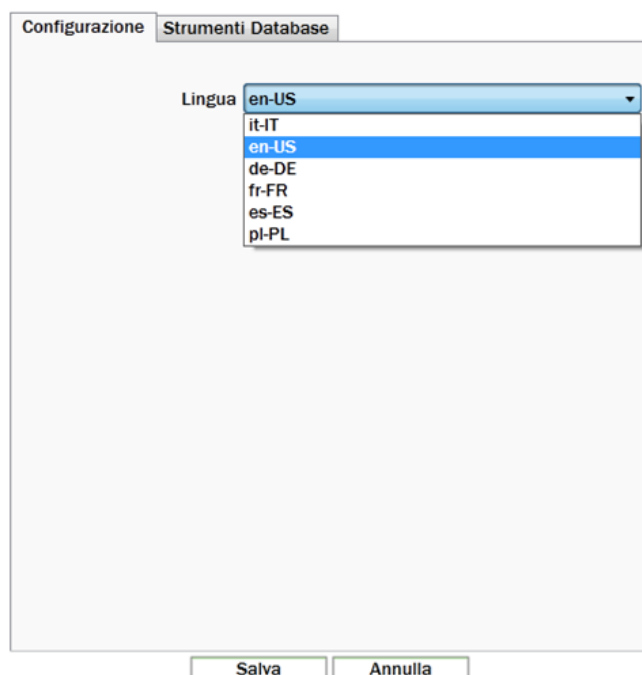 Configurazione Strumenti Database
Lingua en-US
it-IT
en-US
de-DE
fr-FR
es-ES
pl-PL
Salva Annulla